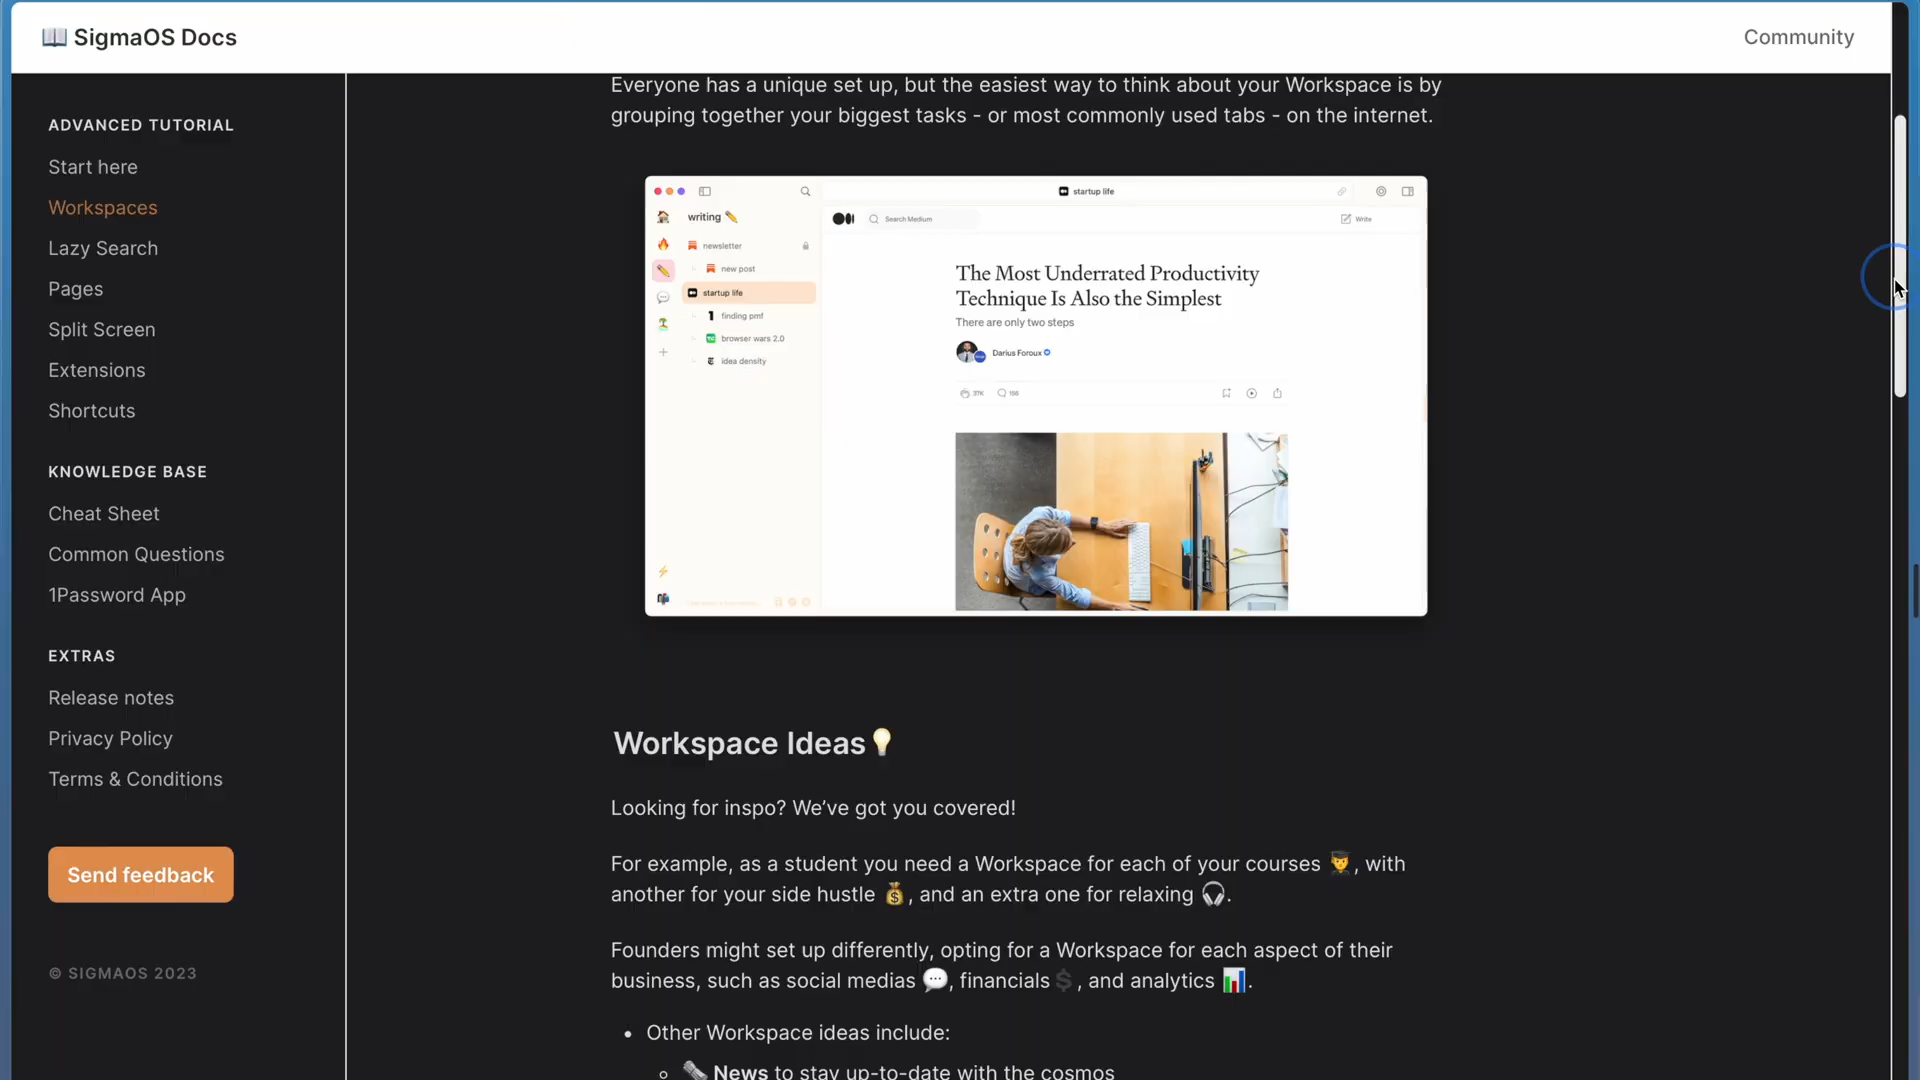 📖 SigmaOS Docs
Community
ADVANCED TUTORIAL
Start here
Workspaces
Lazy Search
Pages
Split Screen
Extensions
Shortcuts
KNOWLEDGE BASE
Cheat Sheet
Common Questions
1Password App
EXTRAS
Release notes
Privacy Policy
Terms & Conditions
Send feedback
© SIGMAOS 2023
Everyone has a unique set up, but the easiest way to think about your Workspace is by
grouping together your biggest tasks - or most commonly used tabs - on the internet.
startup life
writing ✏️
newsletter
new post
startup life
finding pmf
browser wars 2.0
idea density
Search Medium
Write
The Most Underrated Productivity
Technique Is Also the Simplest
There are only two steps
Darius Foroux
37K
Workspace Ideas💡
Looking for inspo? We’ve got you covered!
For example, as a student you need a Workspace for each of your courses 👨‍🎓, with
another for your side hustle 💰, and an extra one for relaxing 🎧.
Founders might set up differently, opting for a Workspace for each aspect of their
business, such as social medias 💬, financials 💲, and analytics 📊.
• Other Workspace ideas include:
🗞️ News to stay up-to-date with the cosmos